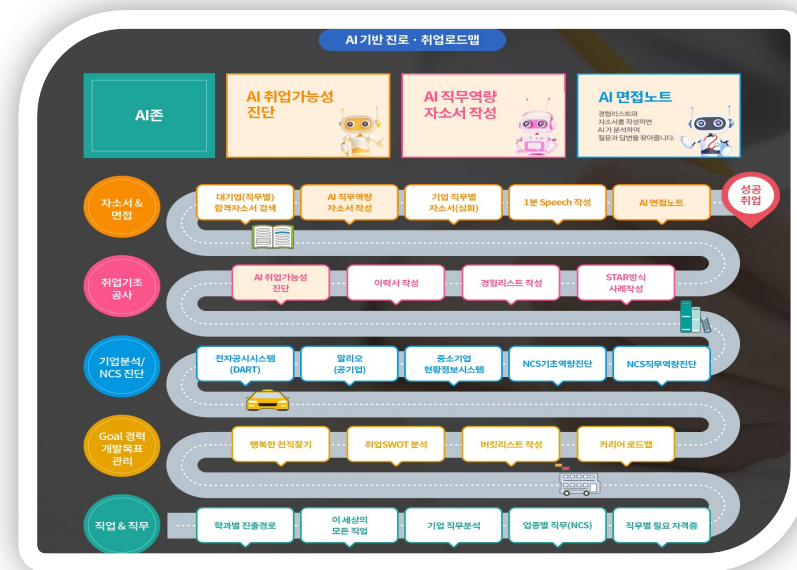 AI 기반 진로 · 취업로드맵
AI존
AI 취업가능성
진단
AI 직무역량
자소서 작성
AI 면접노트
경험리스트와
자소서를 작성하면
AI가 분석하여
질문과 답변을 찾아줍니다.
자소서 &
면접
대기업(직무별)
합격자소서 검색
AI 직무역량
자소서 작성
기업 직무별
자소서(심화)
1분 Speech 작성
AI 면접노트
성공
취업
취업기초
공사
AI 취업가능성
진단
이력서 작성
경험리스트 작성
STAR방식
사례작성
기업분석/
NCS 진단
전자공시시스템
(DART)
알리오
(공기업)
중소기업
현황정보시스템
NCS기초역량진단
NCS직무역량진단
Goal 경력
개발목표
관리
행복한 천직찾기
취업SWOT 분석
버킷리스트 작성
커리어 로드맵
직업 & 직무
학과별 진출경로
이 세상의
모든 직업
기업 직무분석
업종별 직무(NCS)
직무별 필요 자격증